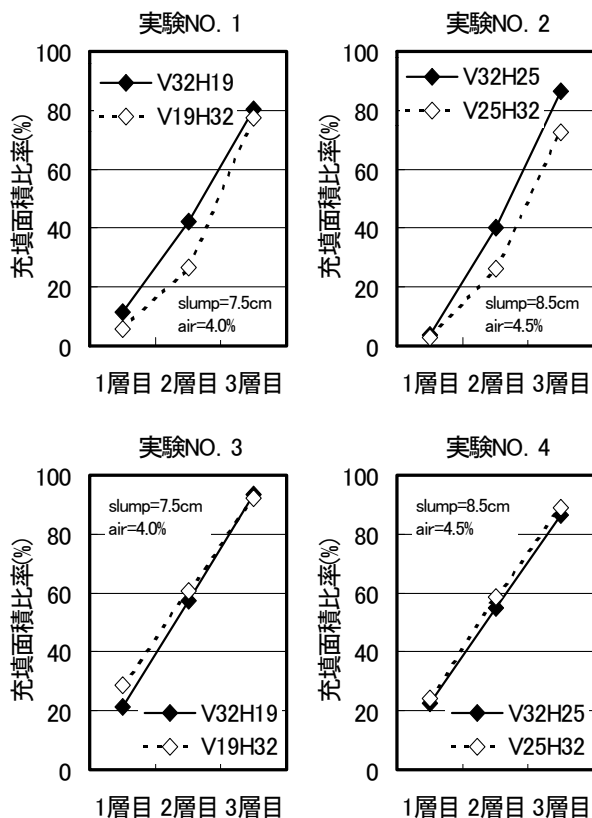 実験NO. 1
充填面積比率(%)
100
80
60
40
20
0
V32H19
V19H32
slump=7.5cm
air=4.0%
1層目 2層目 3層目
実験NO. 2
充填面積比率(%)
100
80
60
40
20
0
V32H25
V25H32
slump=8.5cm
air=4.5%
1層目 2層目 3層目
実験NO. 3
充填面積比率(%)
100
80
60
40
20
0
slump=7.5cm
air=4.0%
V32H19
V19H32
1層目 2層目 3層目
実験NO. 4
充填面積比率(%)
100
80
60
40
20
0
slump=8.5cm
air=4.5%
V32H25
V25H32
1層目 2層目 3層目